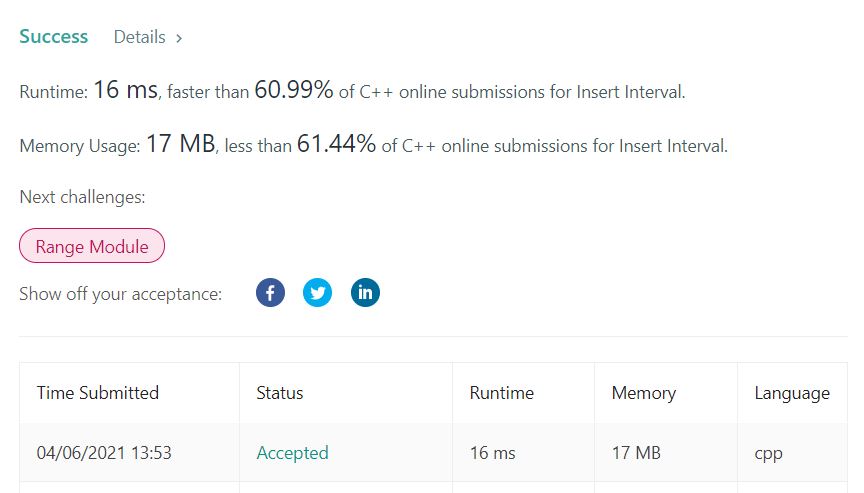 Success Details >
Runtime: 16 ms, faster than 60.99% of C++ online submissions for Insert Interval.
Memory Usage: 17 MB, less than 61.44% of C++ online submissions for Insert Interval.
Next challenges:
Range Module
Show off your acceptance: f in
Time Submitted Status Runtime Memory Language
04/06/2021 13:53 Accepted 16 ms 17 MB cpp